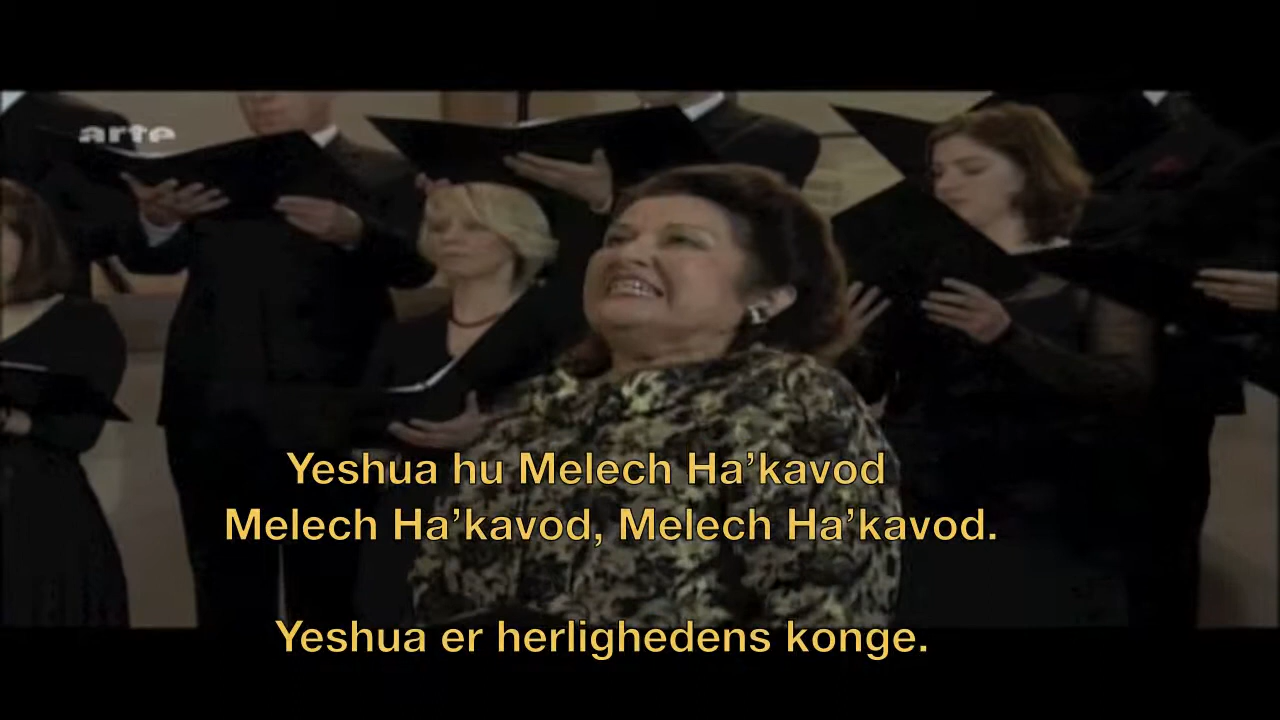 arte
Yeshua hu Melech Ha’kavod
Melech Ha’kavod, Melech Ha’kavod.
Yeshua er herlighedens konge.